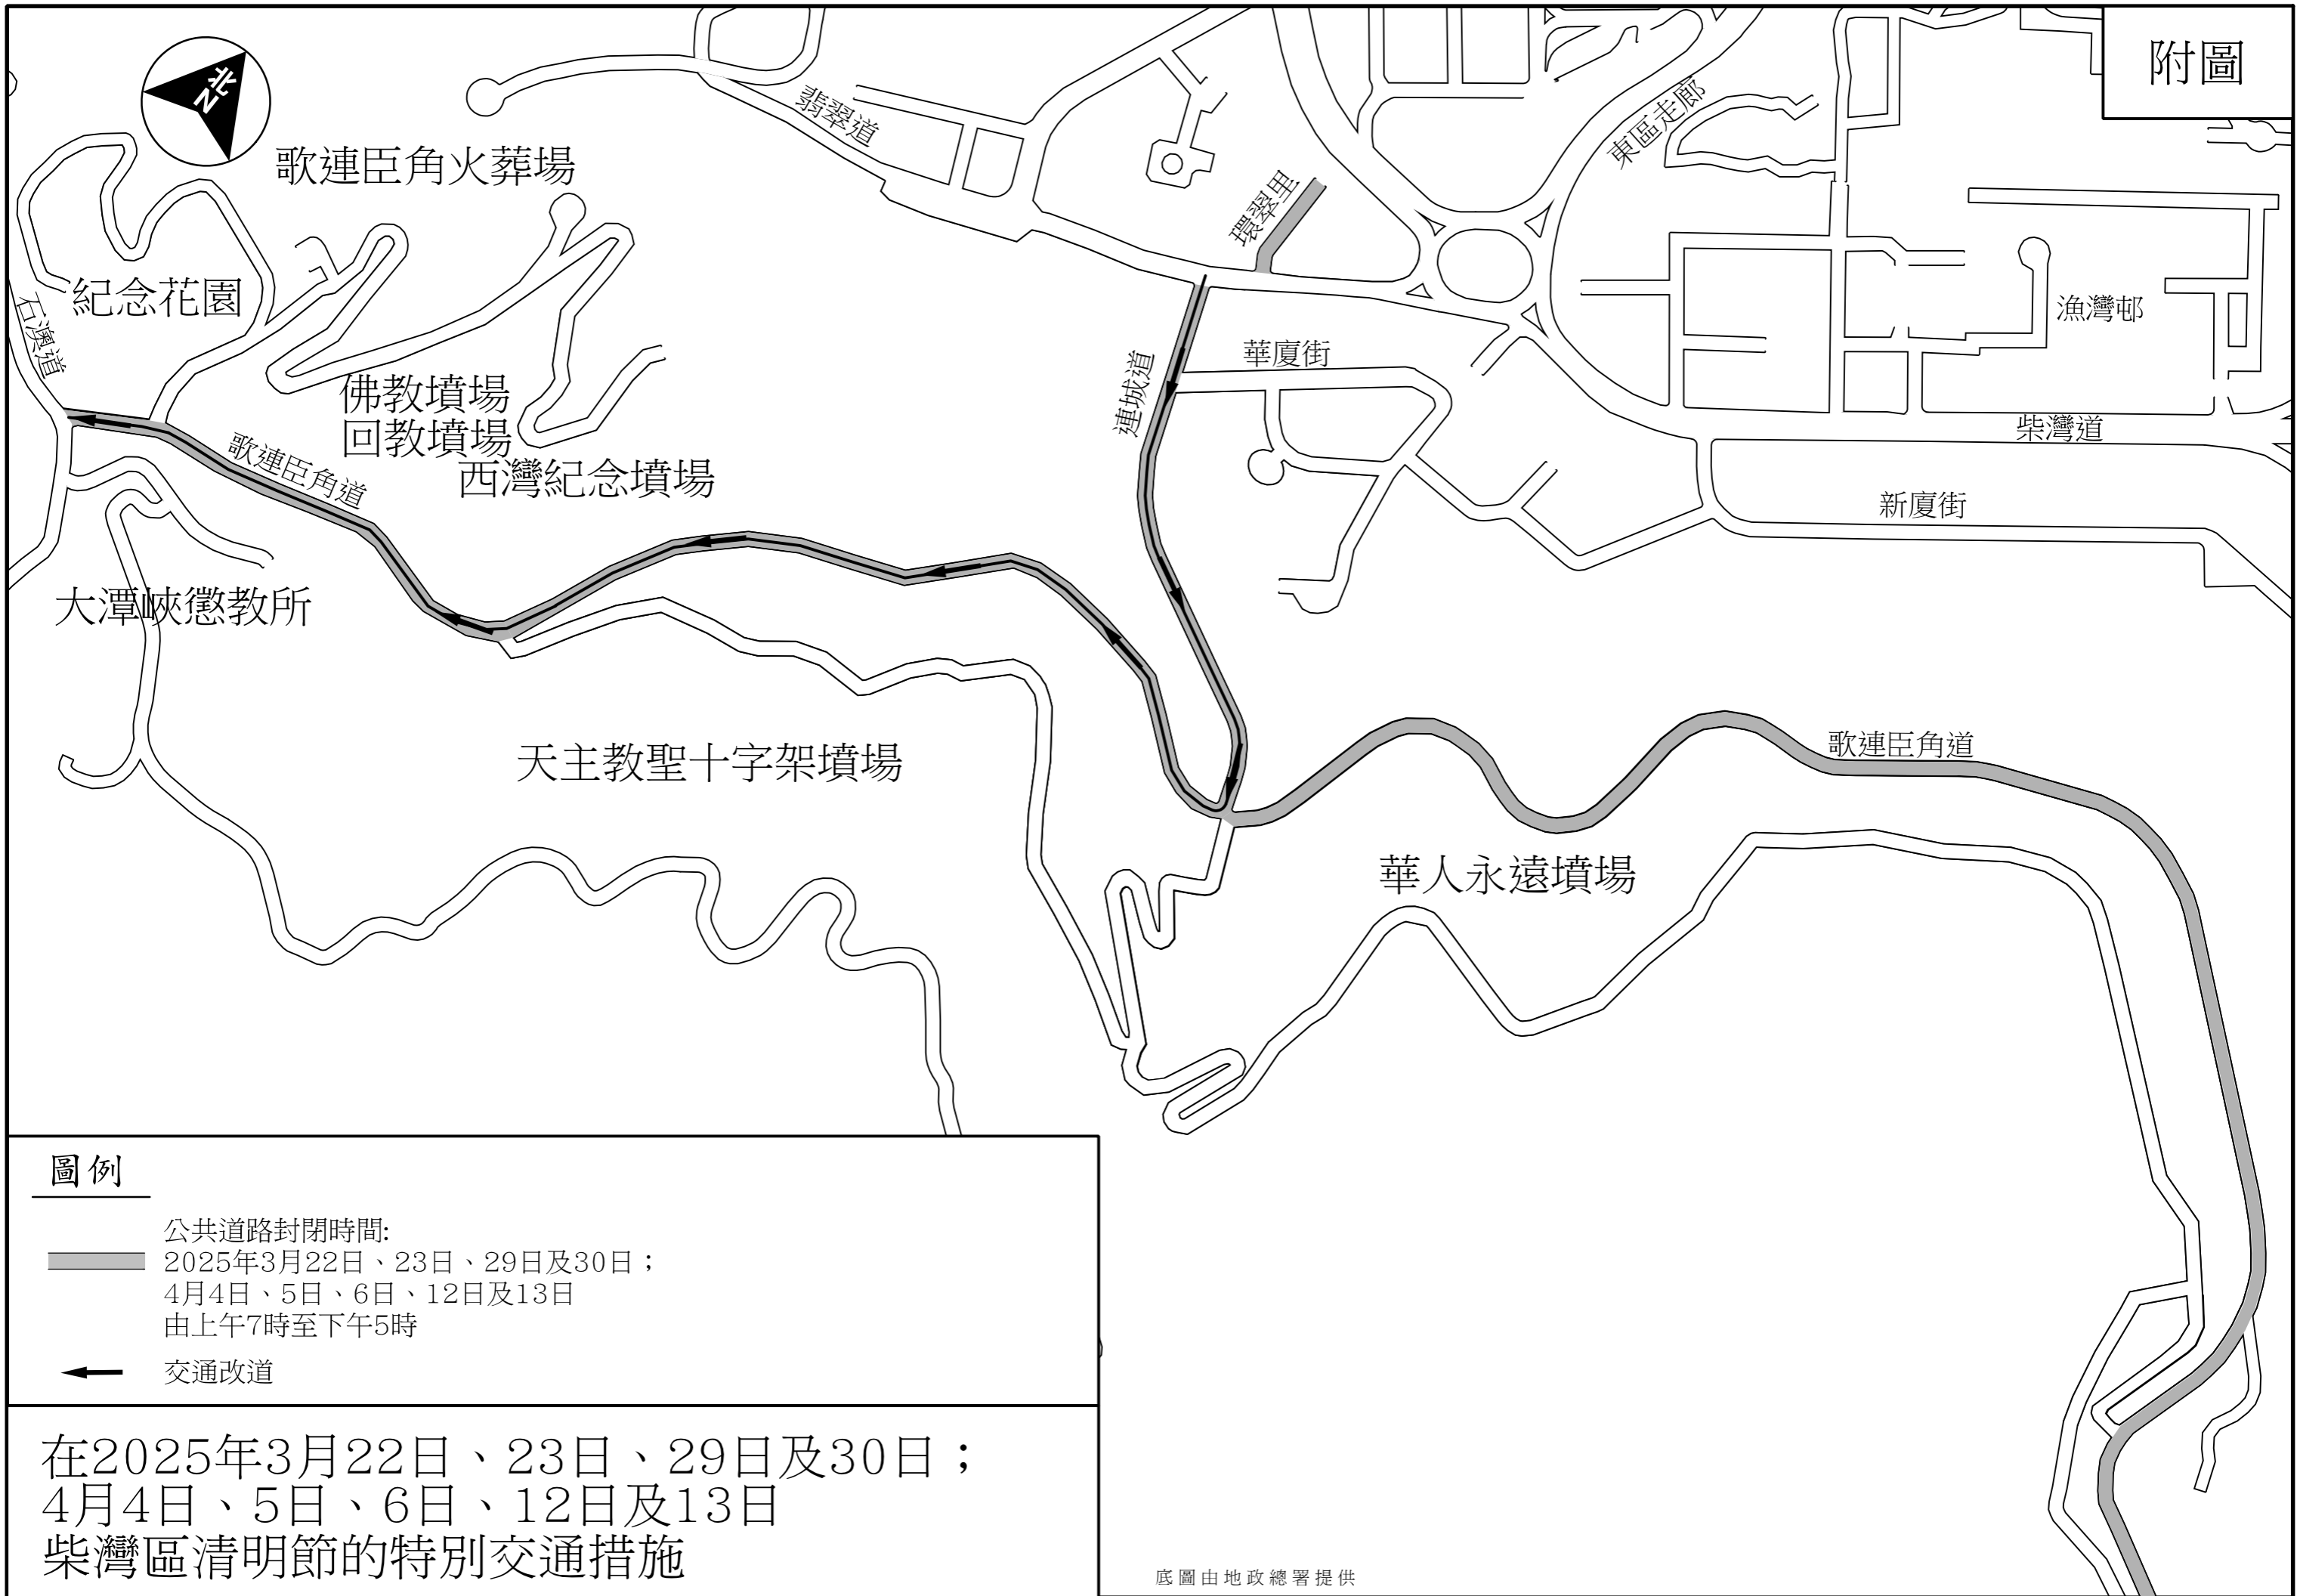 附圖
北
N
翡翠道
東區走廊
歌連臣角火葬場
環翠里
紀念花園
石澳道
漁灣邨
華廈街
連城道
佛教墳場
回教墳場
柴灣道
歌連臣角道
西灣紀念墳場
新廈街
大潭峽懲教所
天主教聖十字架墳場
歌連臣角道
華人永遠墳場
圖例
公共道路封閉時間:
2025年3月22日、23日、29日及30日；
4月4日、5日、6日、12日及13日
由上午7時至下午5時
交通改道
在2025年3月22日、23日、29日及30日；
4月4日、5日、6日、12日及13日
柴灣區清明節的特別交通措施
底圖由地政總署提供